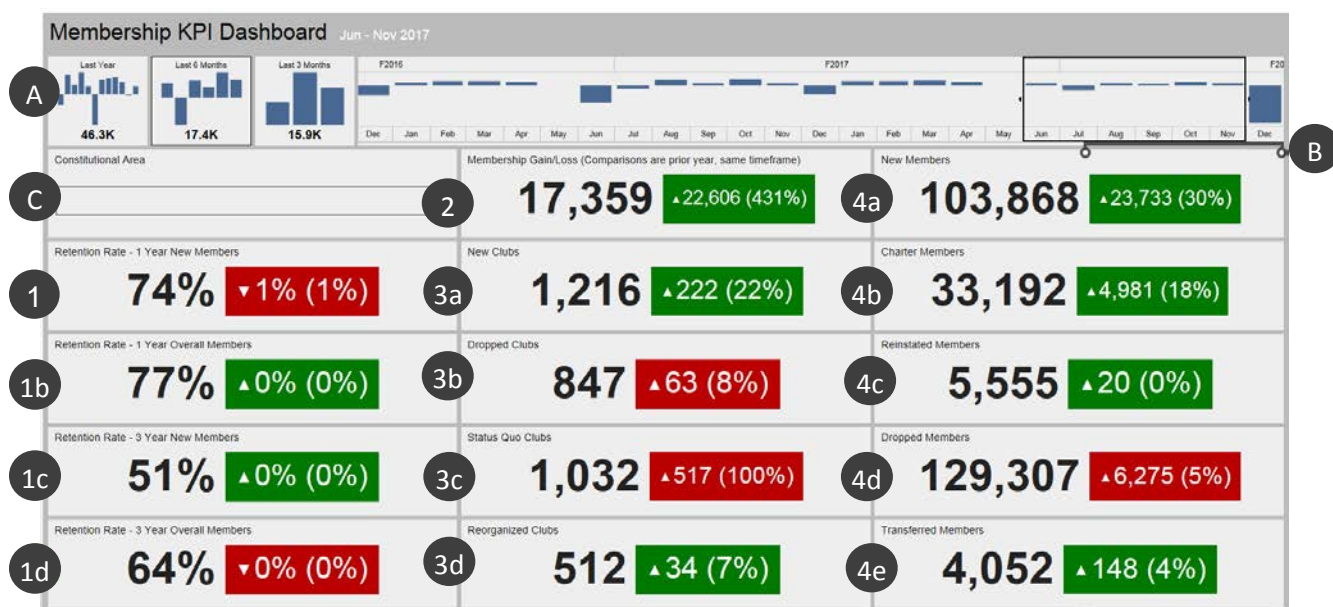 Membership KPI Dashboard Jun - Nov 2017
Last Year Last 6 Months Last 3 Months F2016 F2017 F20
A
46.3K 17.4K 15.9K Dec Jan Feb Mar Apr May Jun Jul Aug Sep Oct Nov Dec Jan Feb Mar Apr May Jun Jul Aug Sep Oct Nov Dec
B
Constitutional Area Membership Gain/Loss (Comparisons are prior year, same timeframe) New Members
C 2 17,359 ▲22,606 (431%) 4a 103,868 ▲23,733 (30%)
Retention Rate - 1 Year New Members New Clubs Charter Members
1 74% ▼1% (1%) 3a 1,216 ▲222 (22%) 4b 33,192 ▲4,981 (18%)
Retention Rate - 1 Year Overall Members Dropped Clubs Reinstated Members
1b 77% ▲0% (0%) 3b 847 ▲63 (8%) 4c 5,555 ▲20 (0%)
Retention Rate - 3 Year New Members Status Quo Clubs Dropped Members
1c 51% ▲0% (0%) 3c 1,032 ▲517 (100%) 4d 129,307 ▲6,275 (5%)
Retention Rate - 3 Year Overall Members Reorganized Clubs Transferred Members
1d 64% ▼0% (0%) 3d 512 ▲34 (7%) 4e 4,052 ▲148 (4%)